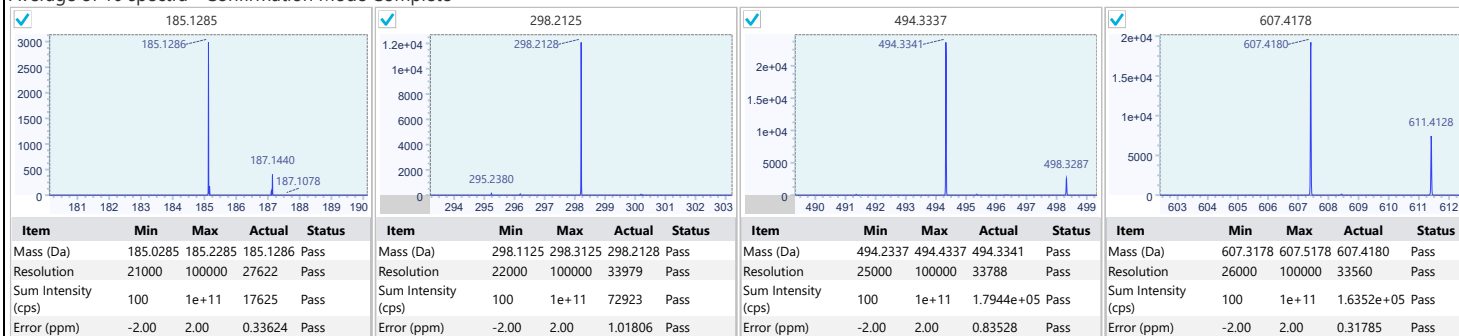 185.1285
3000
2500
2000
1500
1000
500
0
185.1286
187.1440
187.1078
181 182 183 184 185 186 187 188 189 190
Item Min Max Actual Status
Mass (Da) 185.0285 185.2285 185.1286 Pass
Resolution 21000 100000 27622 Pass
Sum Intensity (cps) 100 1e+11 17625 Pass
Error (ppm) -2.00 2.00 0.33624 Pass
298.2125
1.2e+04
1e+04
8000
6000
4000
2000
0
298.2128
295.2380
294 295 296 297 298 299 300 301 302 303
Item Min Max Actual Status
Mass (Da) 298.1125 298.3125 298.2128 Pass
Resolution 22000 100000 33979 Pass
Sum Intensity (cps) 100 1e+11 72923 Pass
Error (ppm) -2.00 2.00 1.01806 Pass
494.3337
2e+04
1.5e+04
1e+04
5000
0
494.3341
498.3287
490 491 492 493 494 495 496 497 498 499
Item Min Max Actual Status
Mass (Da) 494.2337 494.4337 494.3341 Pass
Resolution 25000 100000 33788 Pass
Sum Intensity (cps) 100 1e+11 1.7944e+05 Pass
Error (ppm) -2.00 2.00 0.83528 Pass
607.4178
2e+04
1.5e+04
1e+04
5000
0
607.4180
611.4128
603 604 605 606 607 608 609 610 611 612
Item Min Max Actual Status
Mass (Da) 607.3178 607.5178 607.4180 Pass
Resolution 26000 100000 33560 Pass
Sum Intensity (cps) 100 1e+11 1.6352e+05 Pass
Error (ppm) -2.00 2.00 0.31785 Pass